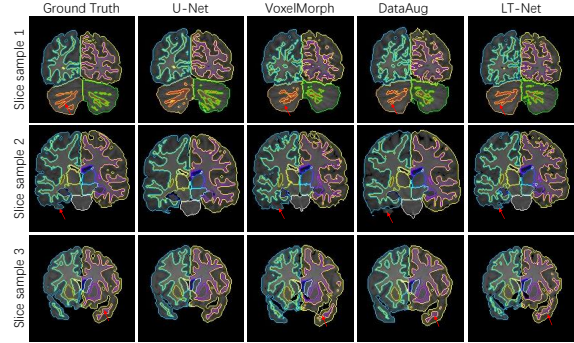 Ground Truth U-Net VoxelMorph DataAug LT-Net
Slice sample 1
Slice sample 2
Slice sample 3